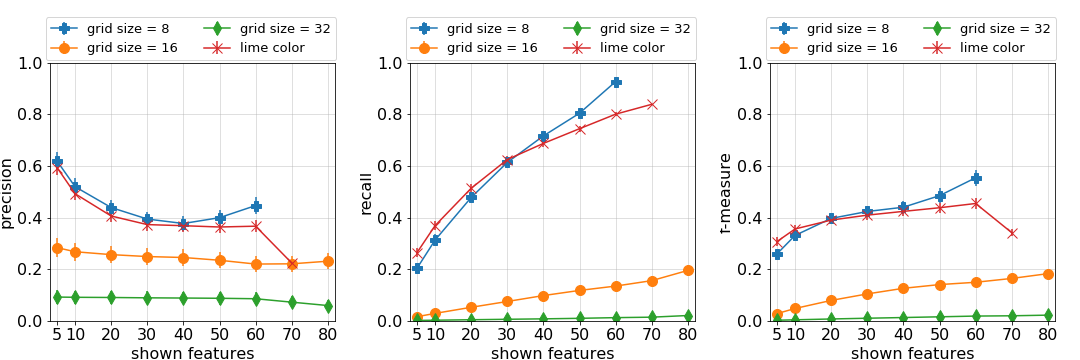 grid size = 8 grid size = 32
grid size = 16 lime color
1.0
0.8
0.6
0.4
0.2
0.0
precision
5 10 20 30 40 50 60 70 80
shown features
grid size = 8 grid size = 32
grid size = 16 lime color
1.0
0.8
0.6
0.4
0.2
0.0
recall
5 10 20 30 40 50 60 70 80
shown features
grid size = 8 grid size = 32
grid size = 16 lime color
1.0
0.8
0.6
0.4
0.2
0.0
f-measure
5 10 20 30 40 50 60 70 80
shown features